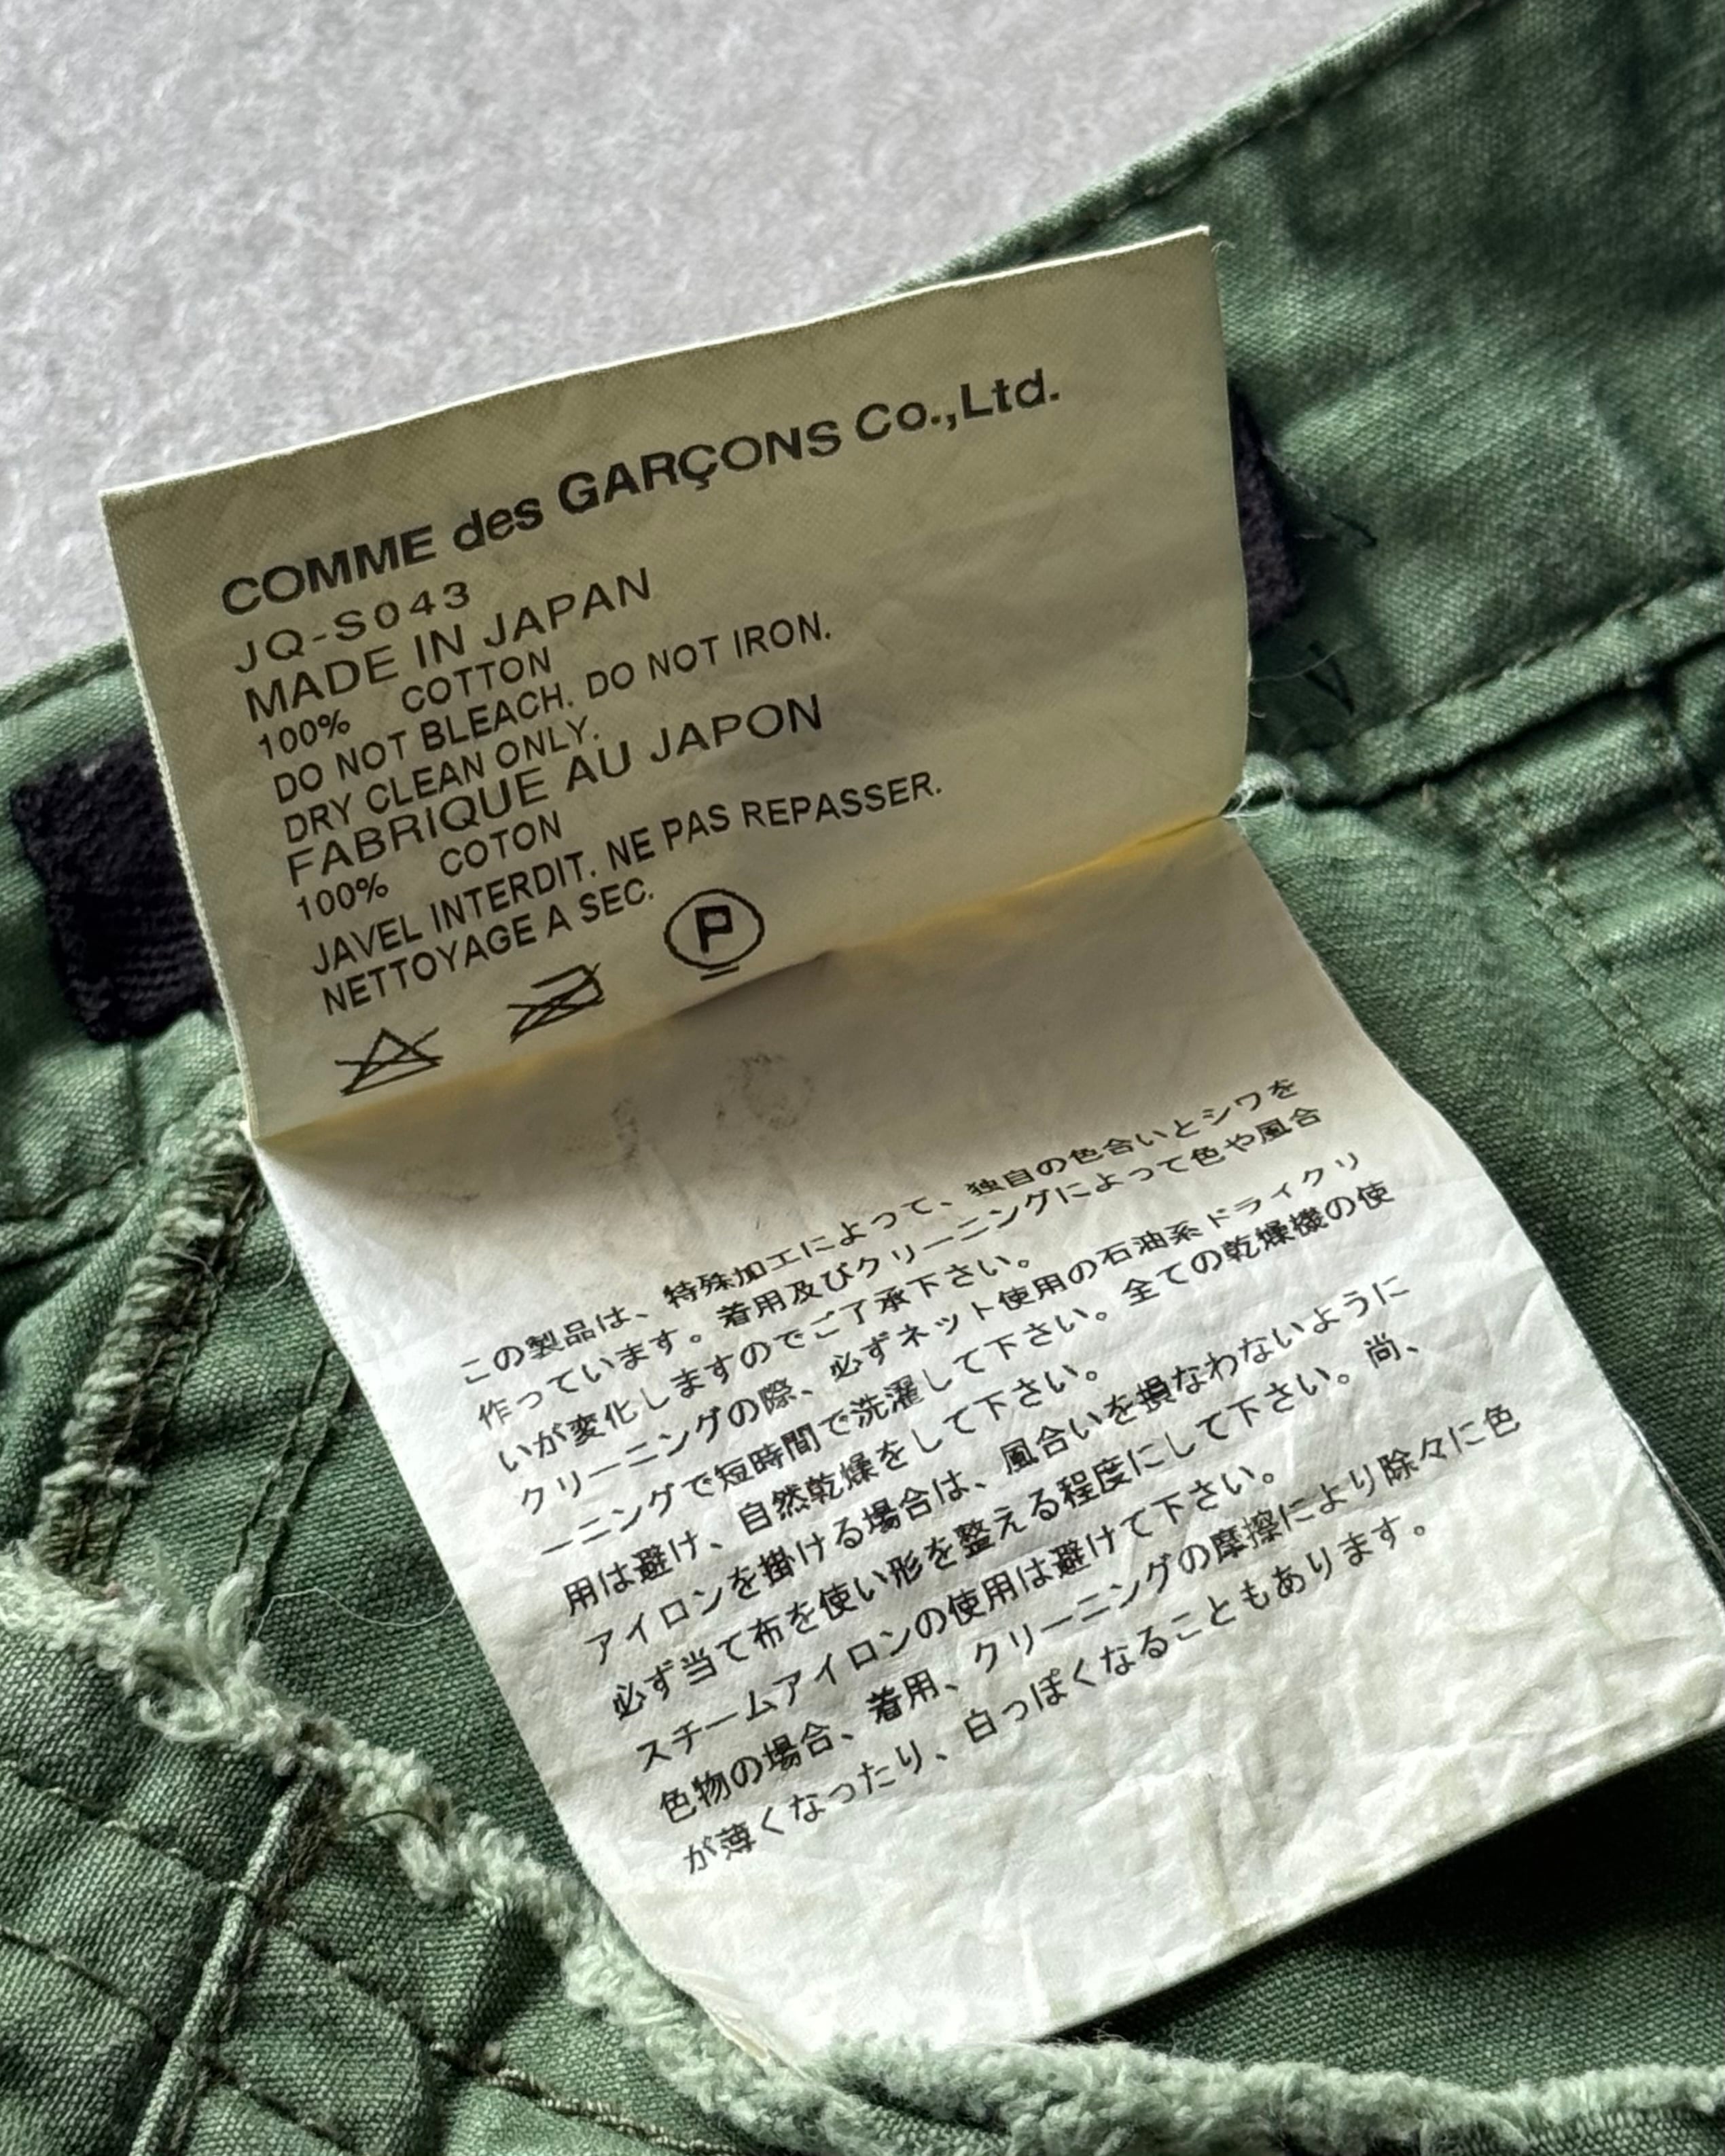 COMME des GARÇONS Co.,Ltd.
JQ-S043
MADE IN JAPAN
100% COTTON
DO NOT BLEACH. DO NOT IRON.
DRY CLEAN ONLY.
FABRIQUE AU JAPON
100% COTON
JAVEL INTERDIT. NE PAS REPASSER.
NETTOYAGE A SEC.
P
この製品は、特殊加工によって、独自の色合いとシワを
作っています。着用及びクリーニングによって色や風合
いが変化しますのでご了承下さい。
クリーニングの際、必ずネット使用の石油系ドライクリ
ーニングで短時間で洗濯して下さい。全ての乾燥機の使
用は避け、自然乾燥をして下さい。
アイロンを掛ける場合は、風合いを損なわないように
必ず当て布を使い形を整える程度にして下さい。尚、
スチームアイロンの使用は避けて下さい。
色物の場合、着用、クリーニングの摩擦により除々に色
が薄くなったり、白っぽくなることもあります。